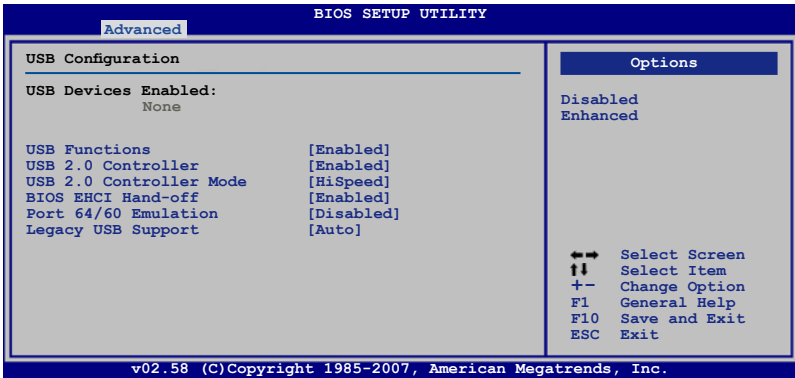 BIOS SETUP UTILITY
Advanced
USB Configuration
USB Devices Enabled:
None
USB Functions [Enabled]
USB 2.0 Controller [Enabled]
USB 2.0 Controller Mode [HiSpeed]
BIOS EHCI Hand-off [Enabled]
Port 64/60 Emulation [Disabled]
Legacy USB Support [Auto]
Options
Disabled
Enhanced
←→ Select Screen
↑↓ Select Item
+- Change Option
F1 General Help
F10 Save and Exit
ESC Exit
v02.58 (C)Copyright 1985-2007, American Megatrends, Inc.